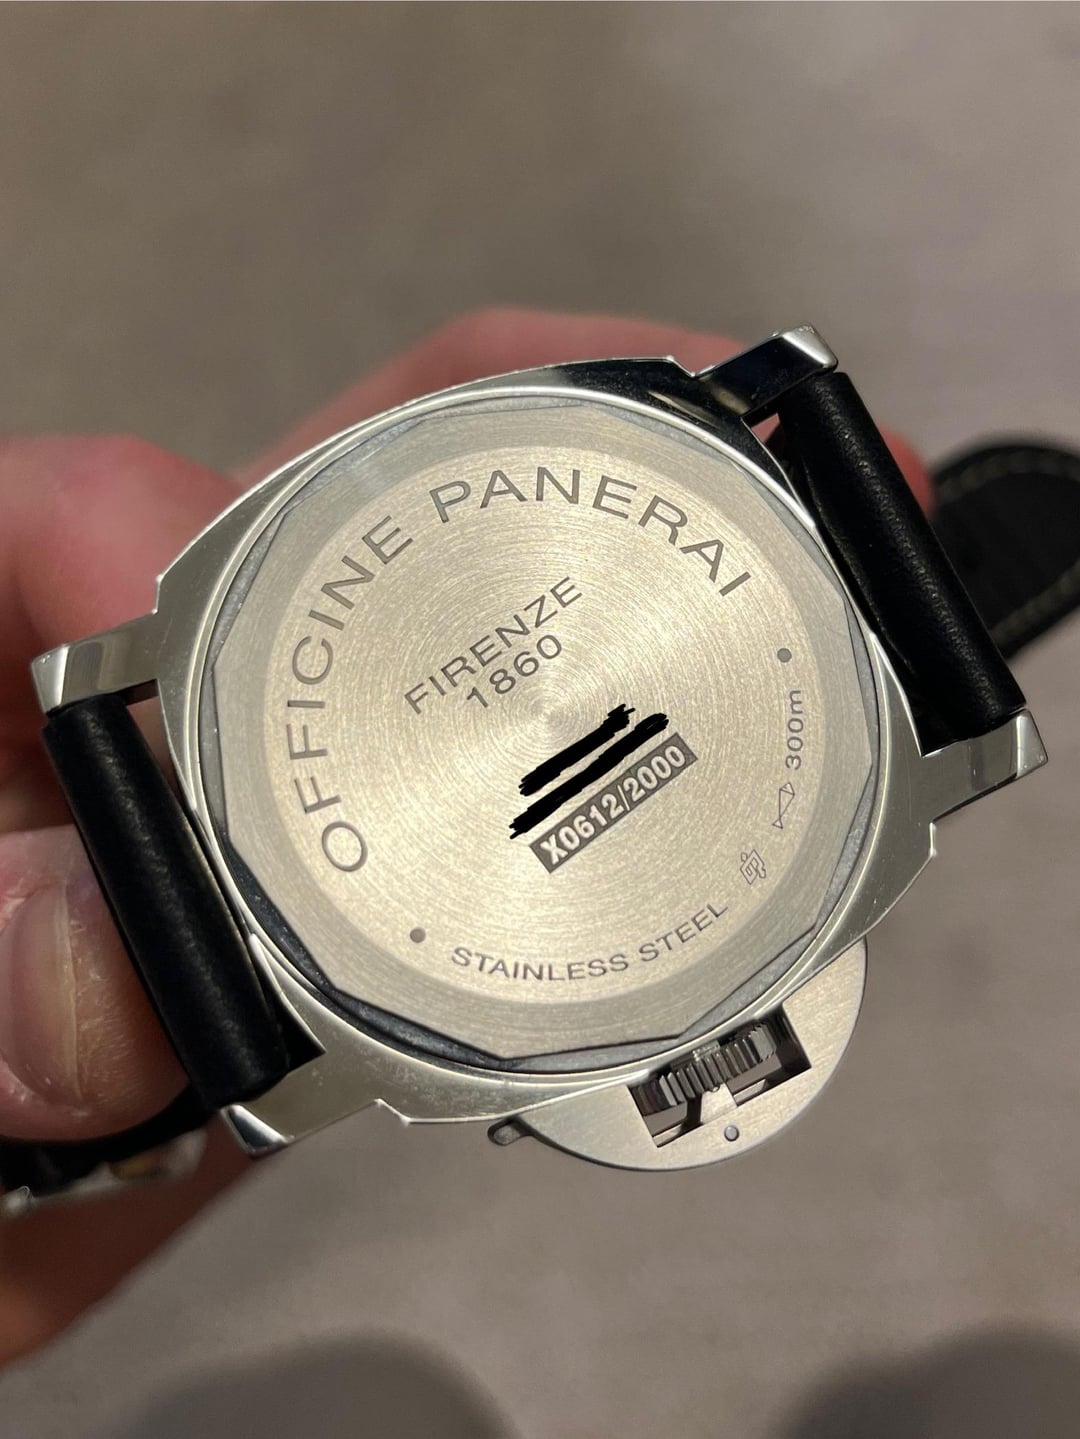 OFFICINE PANERAI
FIRENZE
1860
X0612/2000
300m
STAINLESS STEEL